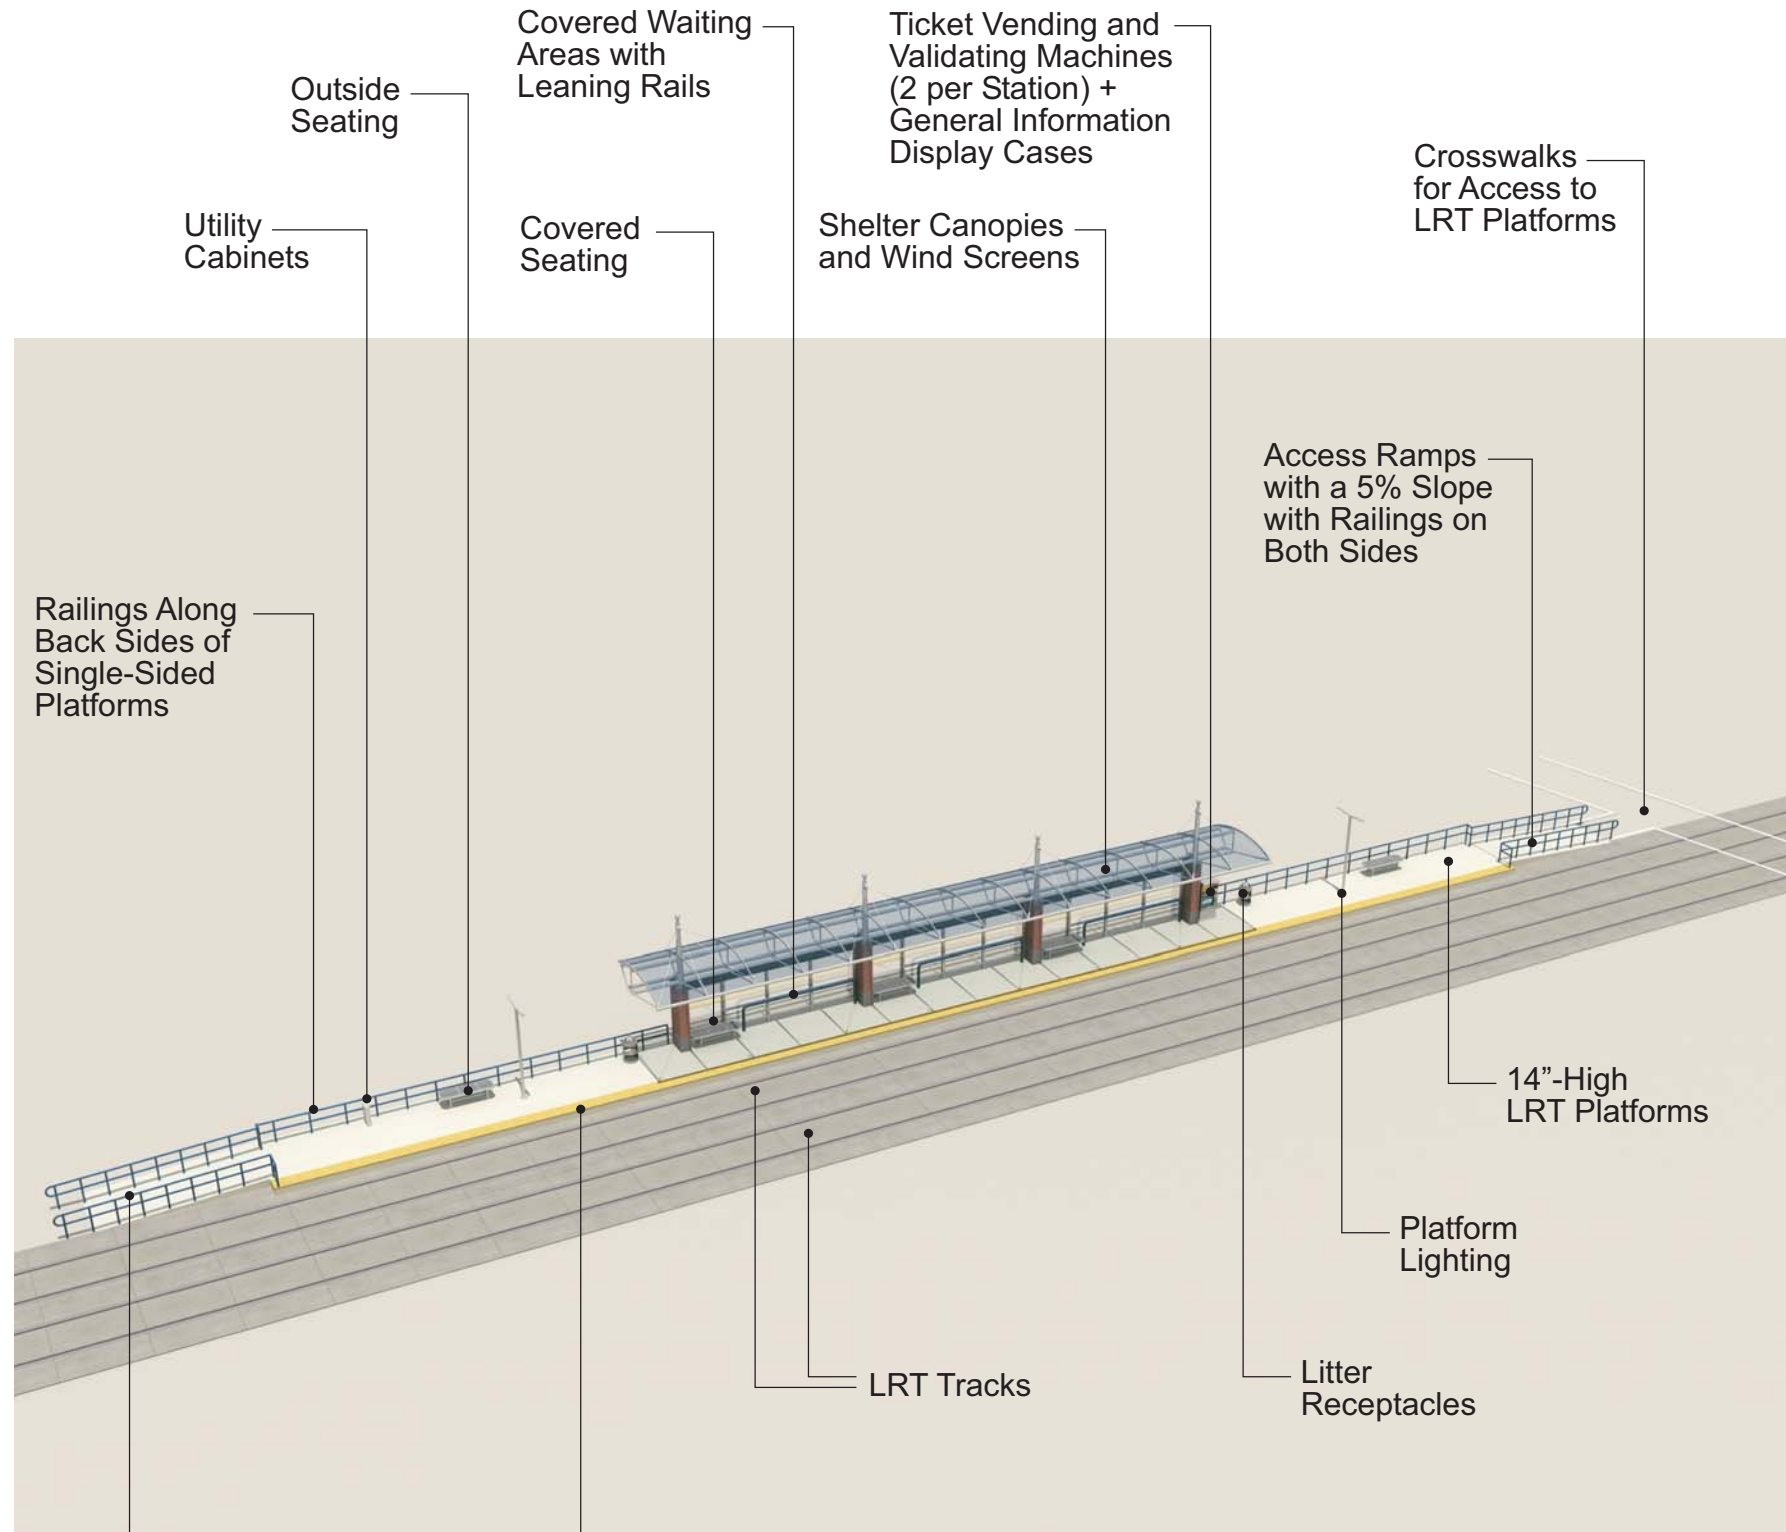 Covered Waiting
Areas with
Leaning Rails
Ticket Vending and
Validating Machines
(2 per Station) +
General Information
Display Cases
Outside
Seating
Crosswalks
for Access to
LRT Platforms
Utility
Cabinets
Covered
Seating
Shelter Canopies
and Wind Screens
Access Ramps
with a 5% Slope
with Railings on
Both Sides
Railings Along
Back Sides of
Single-Sided
Platforms
14”-High
LRT Platforms
Platform
Lighting
LRT Tracks
Litter
Receptacles